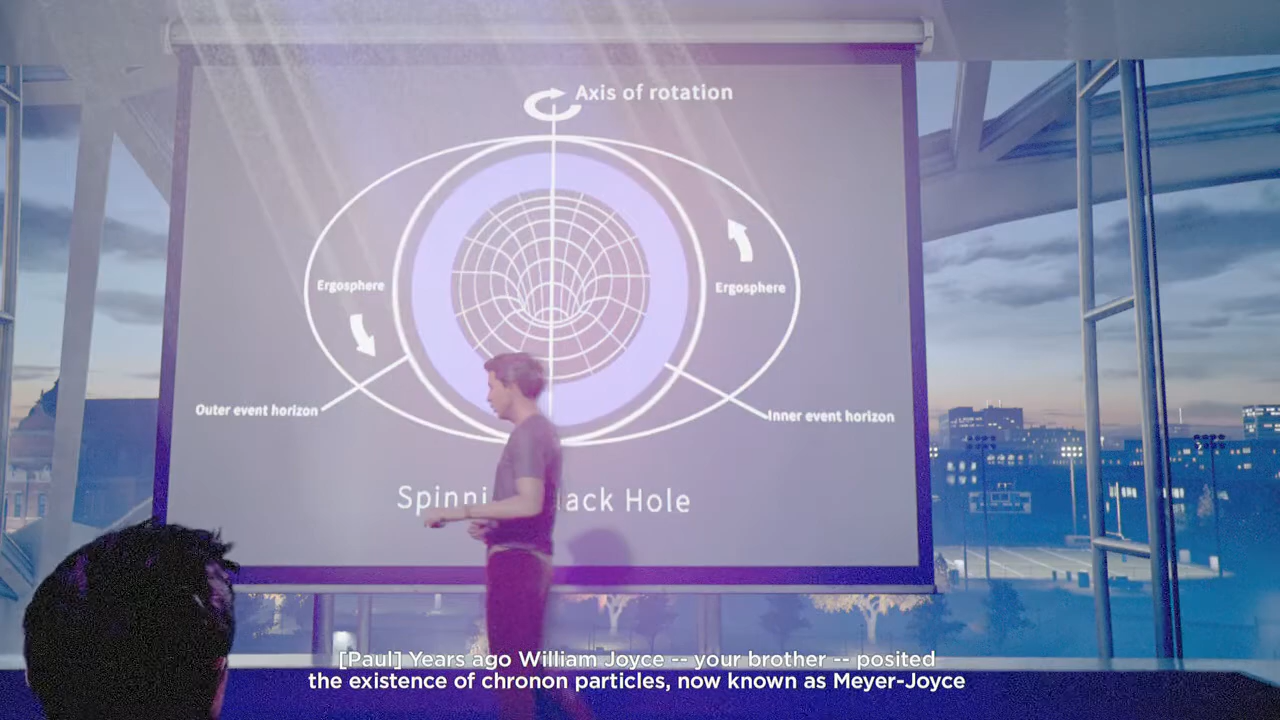 Axis of rotation
Ergosphere
Ergosphere
Outer event horizon
Inner event horizon
Spinni ack Hole
[Paul] Years ago William Joyce -- your brother -- posited
the existence of chronon particles, now known as Meyer-Joyce